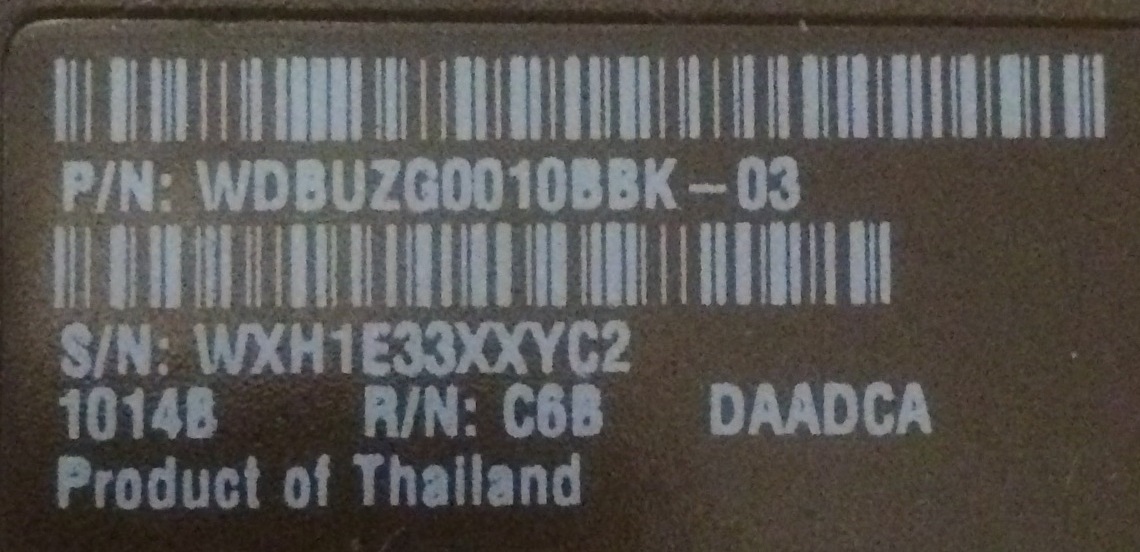 P/N: WDBUZG0010BBK-03
S/N: WXH1E33XXYC2
1014B R/N: C6B DAADCA
Product of Thailand